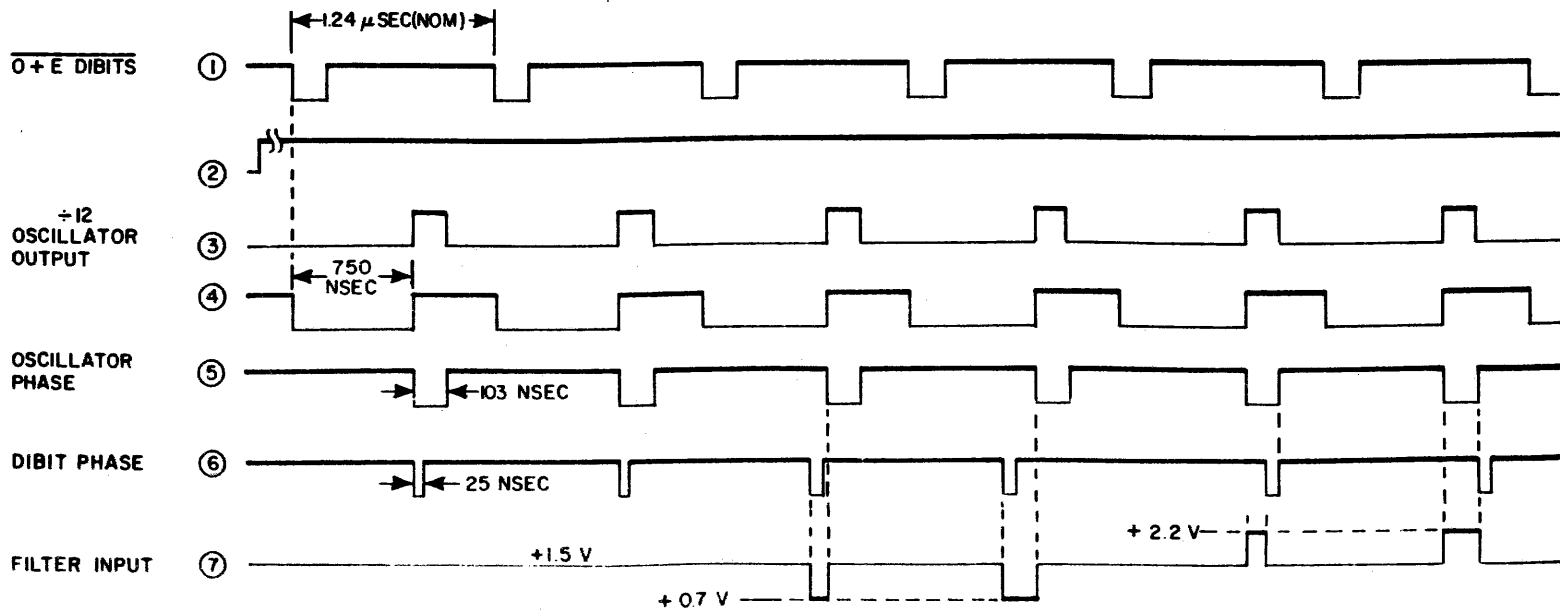 1.24 µ SEC(NOM)
O + E DIBITS
①
②
÷12
OSCILLATOR
OUTPUT
③
750
NSEC
④
OSCILLATOR
PHASE
⑤
103 NSEC
DIBIT PHASE
⑥
25 NSEC
+ 2.2 V
FILTER INPUT
⑦
+1.5 V
+ 0.7 V